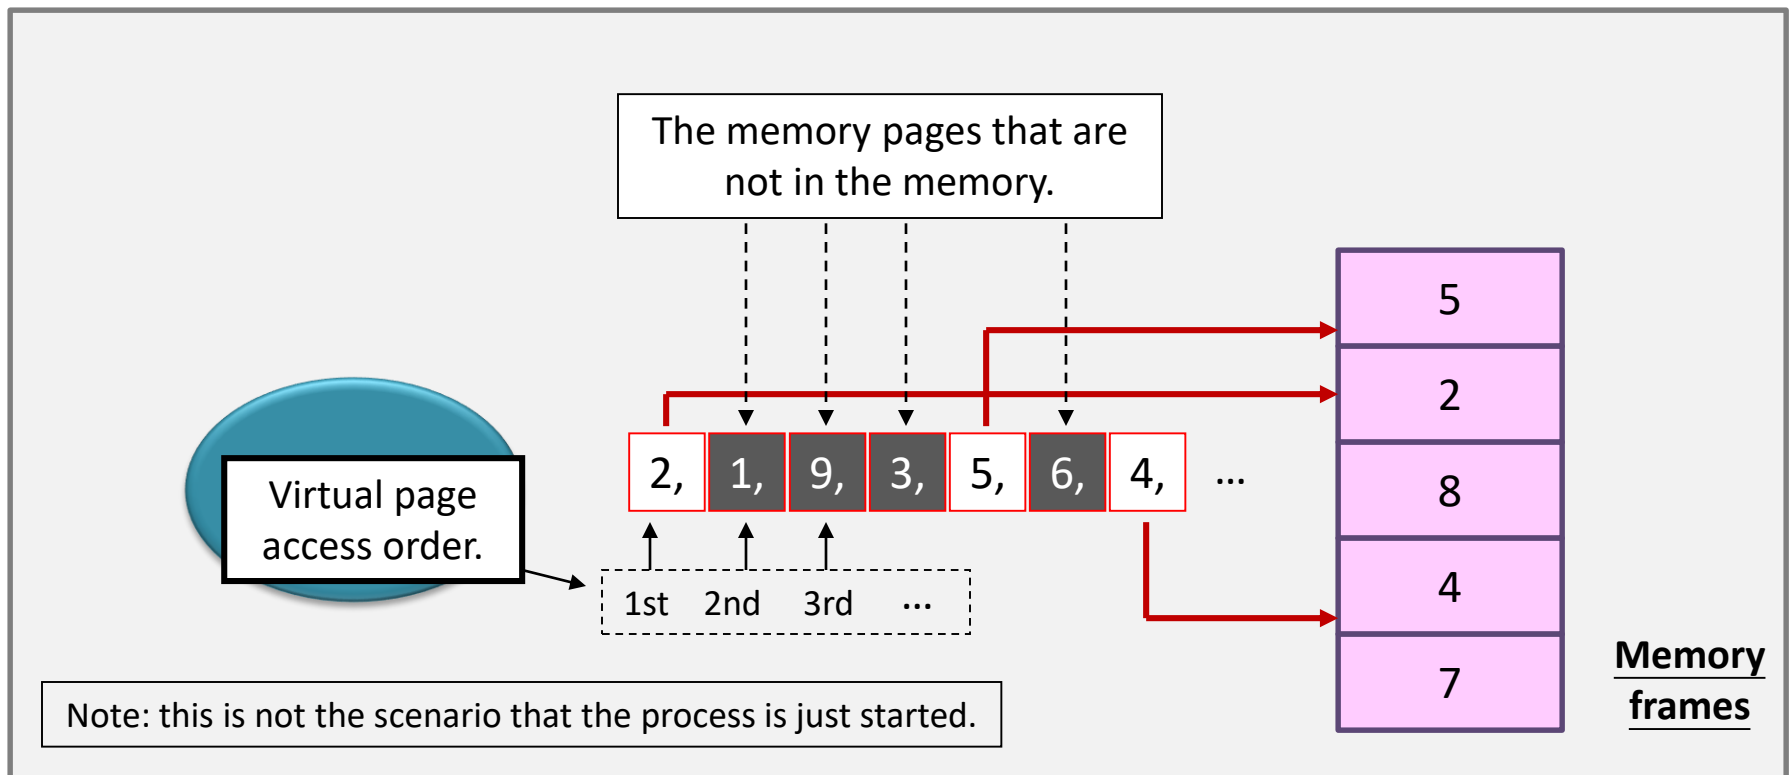 The memory pages that are
not in the memory.
5
2
8
4
7
2, 1, 9, 3, 5, 6, 4, ...
Virtual page
access order.
1st 2nd 3rd ...
Memory
frames
Note: this is not the scenario that the process is just started.